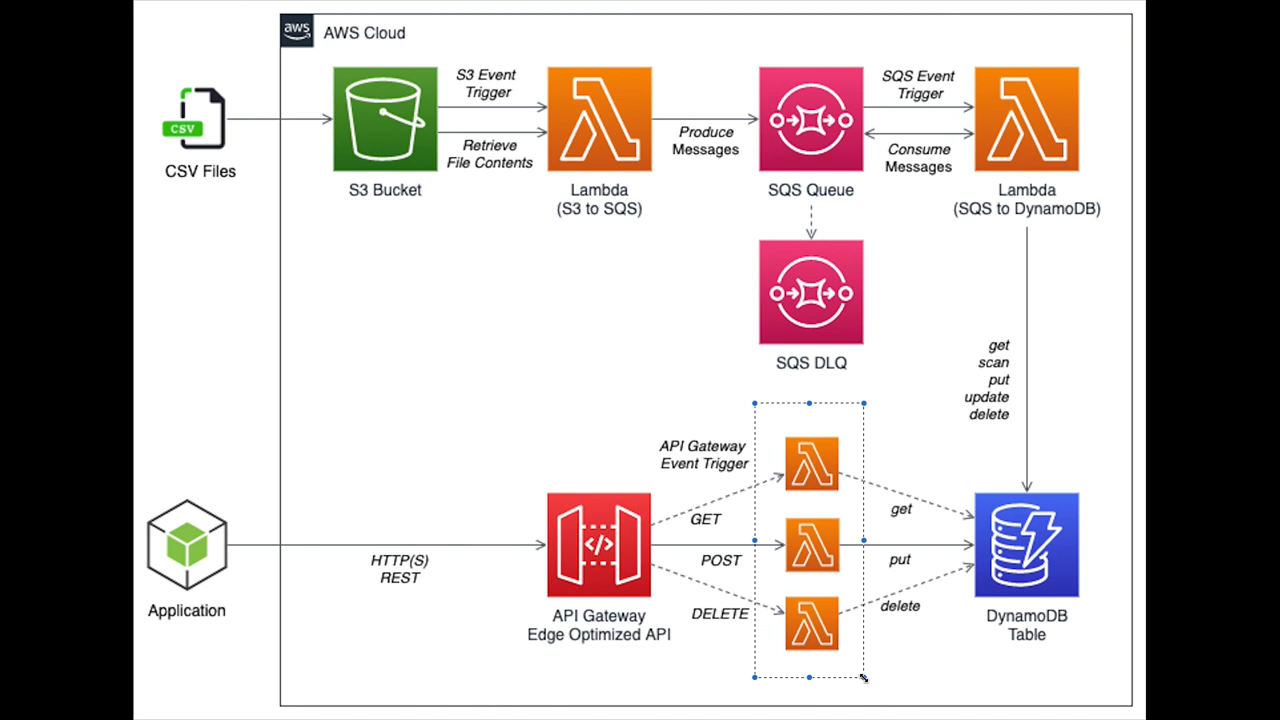 aws
AWS Cloud
CSV
CSV Files
S3 Event
Trigger
Retrieve
File Contents
S3 Bucket
Lambda
(S3 to SQS)
Produce
Messages
SQS Queue
SQS Event
Trigger
Consume
Messages
Lambda
(SQS to DynamoDB)
SQS DLQ
get
scan
put
update
delete
API Gateway
Event Trigger
GET
get
</>
HTTP(S)
REST
POST
put
Application
DELETE
delete
API Gateway
Edge Optimized API
DynamoDB
Table